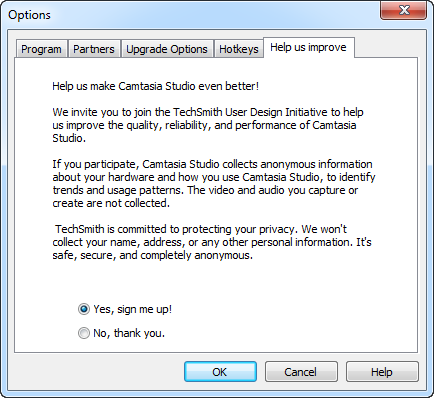 Options
Program Partners Upgrade Options Hotkeys Help us improve
Help us make Camtasia Studio even better!
We invite you to join the TechSmith User Design Initiative to help
us improve the quality, reliability, and performance of Camtasia
Studio.
If you participate, Camtasia Studio collects anonymous information
about your hardware and how you use Camtasia Studio, to identify
trends and usage patterns. The video and audio you capture or
create are not collected.
TechSmith is committed to protecting your privacy. We won't
collect your name, address, or any other personal information. It's
safe, secure, and completely anonymous.
Yes, sign me up!
No, thank you.
OK Cancel Help